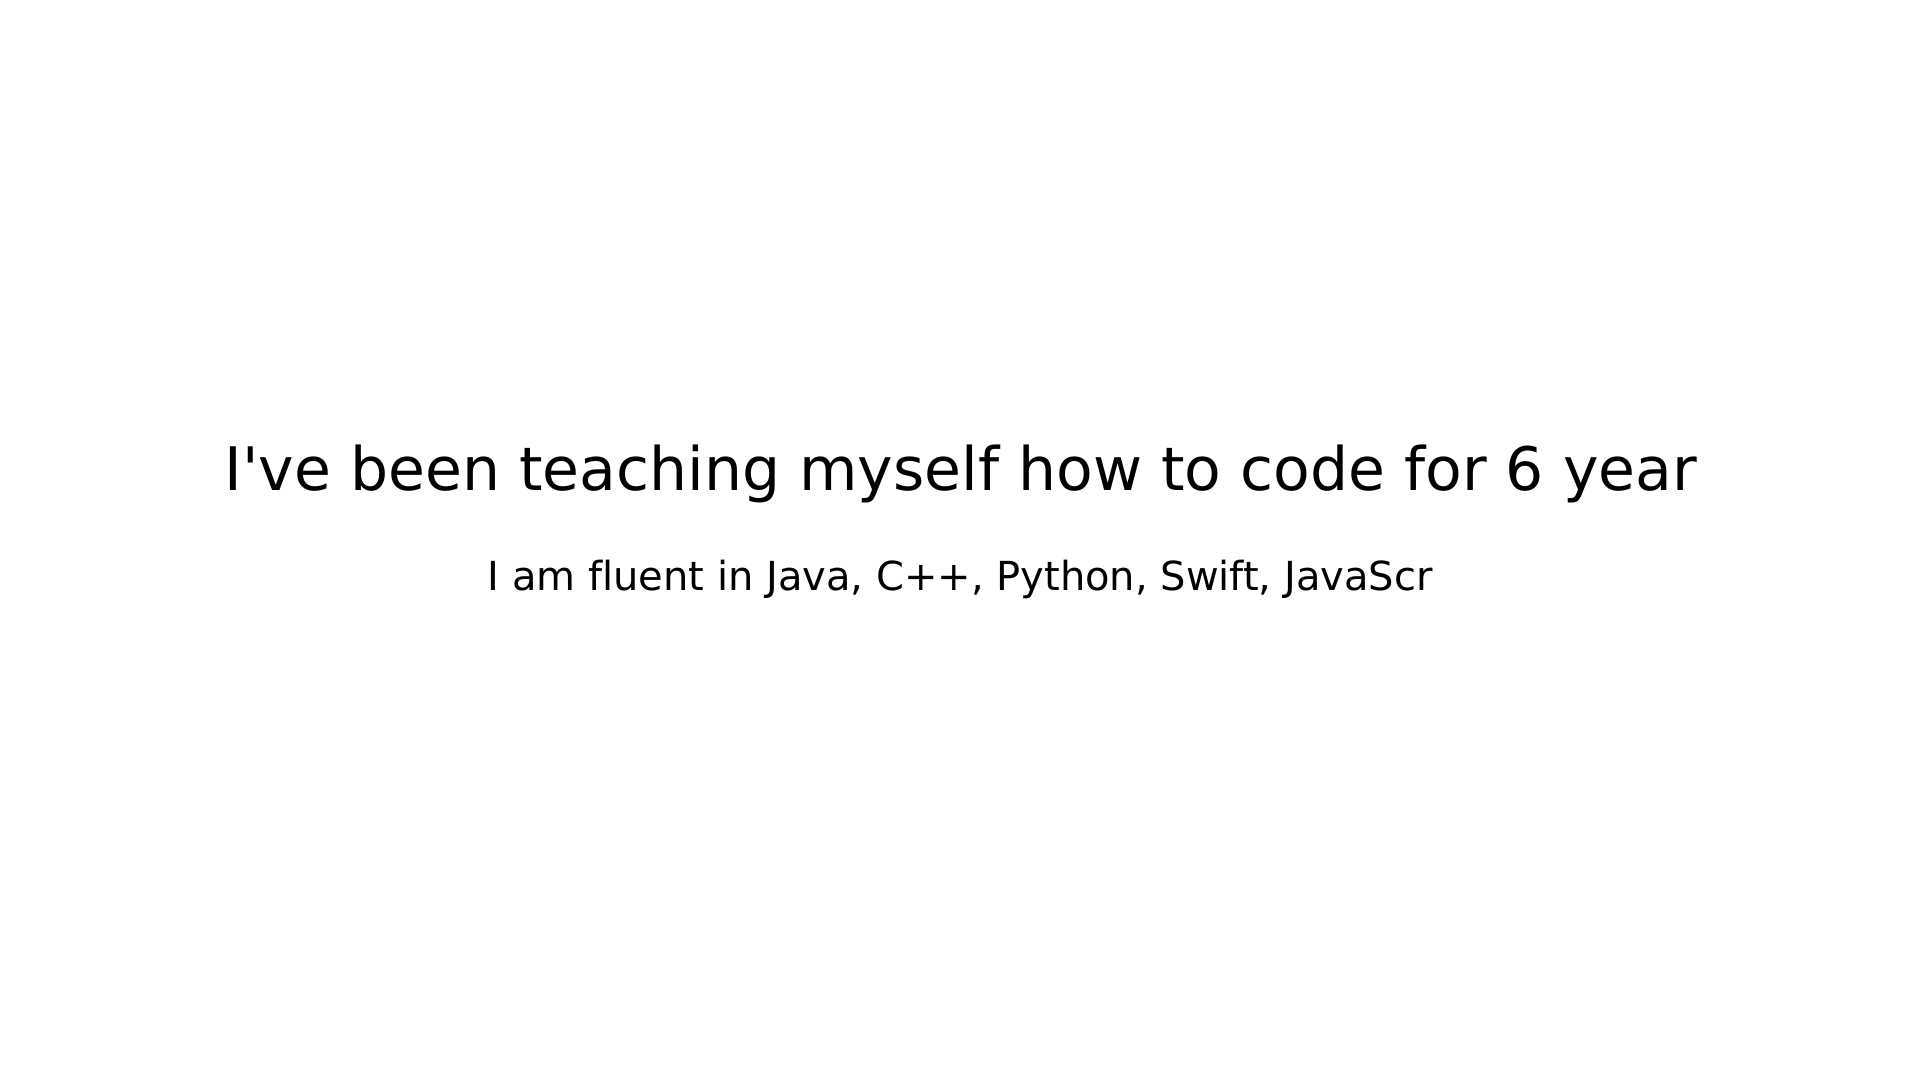 I've been teaching myself how to code for 6 year
I am fluent in Java, C++, Python, Swift, JavaScr